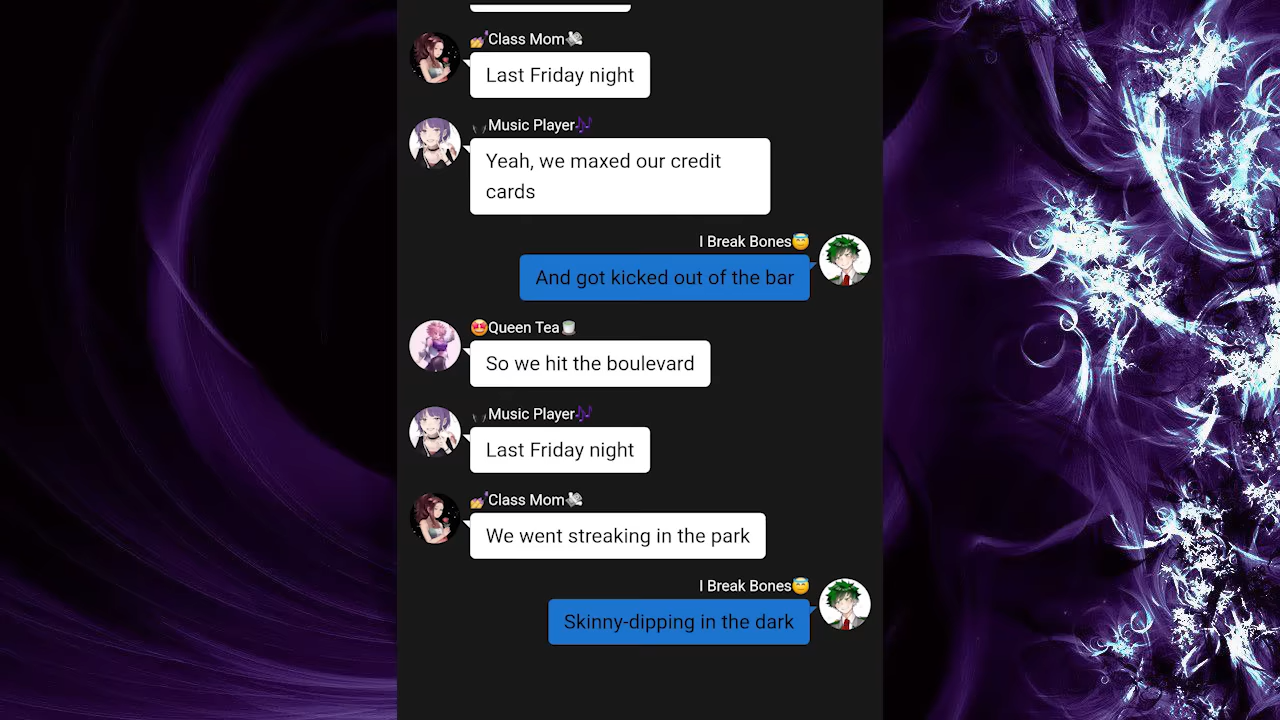 💅Class Mom💸
Last Friday night
Music Player🎶
Yeah, we maxed our credit
cards
I Break Bones😇
And got kicked out of the bar
🤩Queen Tea🍵
So we hit the boulevard
Music Player🎶
Last Friday night
💅Class Mom💸
We went streaking in the park
I Break Bones😇
Skinny-dipping in the dark